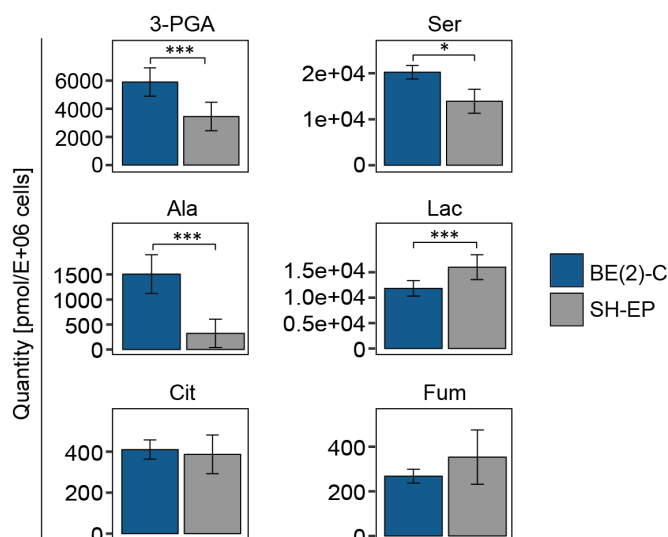 3-PGA
***
6000
4000
2000
0
Ser
*
2e+04
1e+04
0
Quantity [pmol/E+06 cells]
Ala
***
1500
1000
500
0
Lac
***
1.5e+04
1.0e+04
0.5e+04
0
BE(2)-C
SH-EP
Cit
400
200
0
Fum
400
200
0